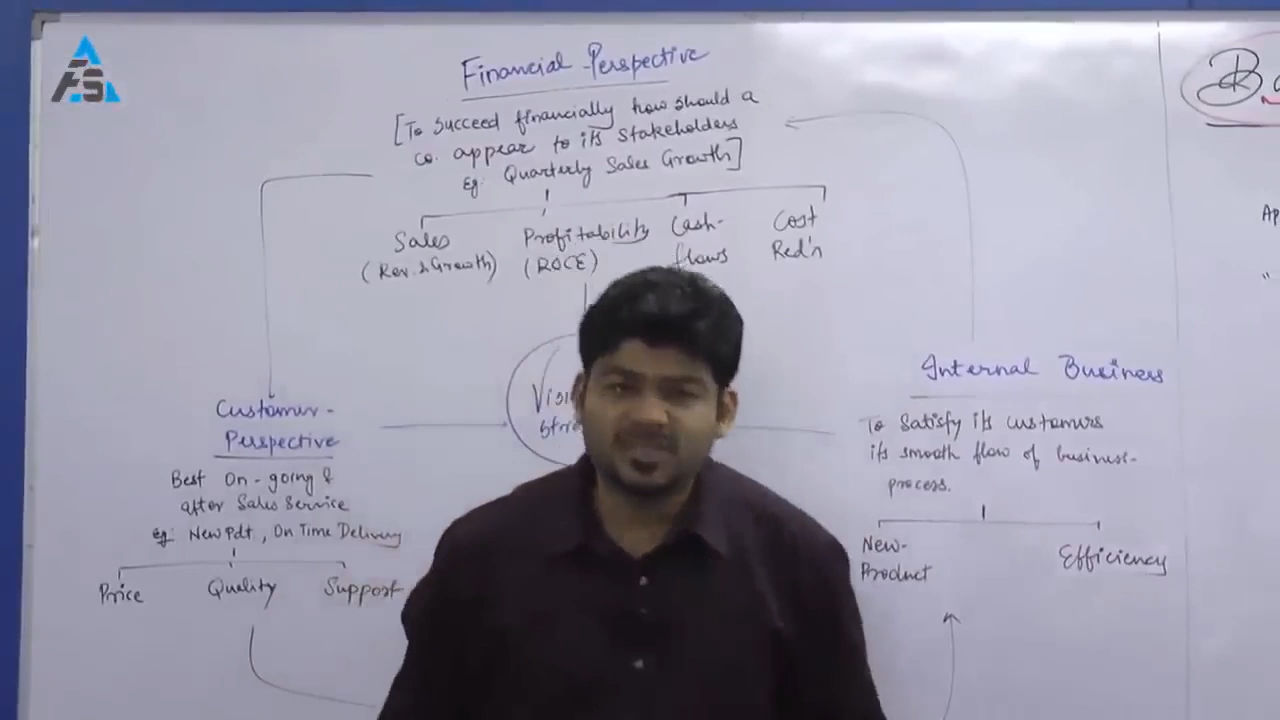 FS
Financial Perspective
[To succeed financially how should a
co. appear to its stakeholders
Eg: Quarterly Sales Growth]
Sales
(Rev. & Growth)
Profitability
(ROCE)
Cash-
flows
Cost
Red'n
Customer-
Perspective
Best On-going &
after Sales Service
eg: New Pdt, On Time Delivery
Price
Quality
Support
Internal Business
To satisfy its customers
its smooth flow of business-
process.
New-
Product
Efficiency